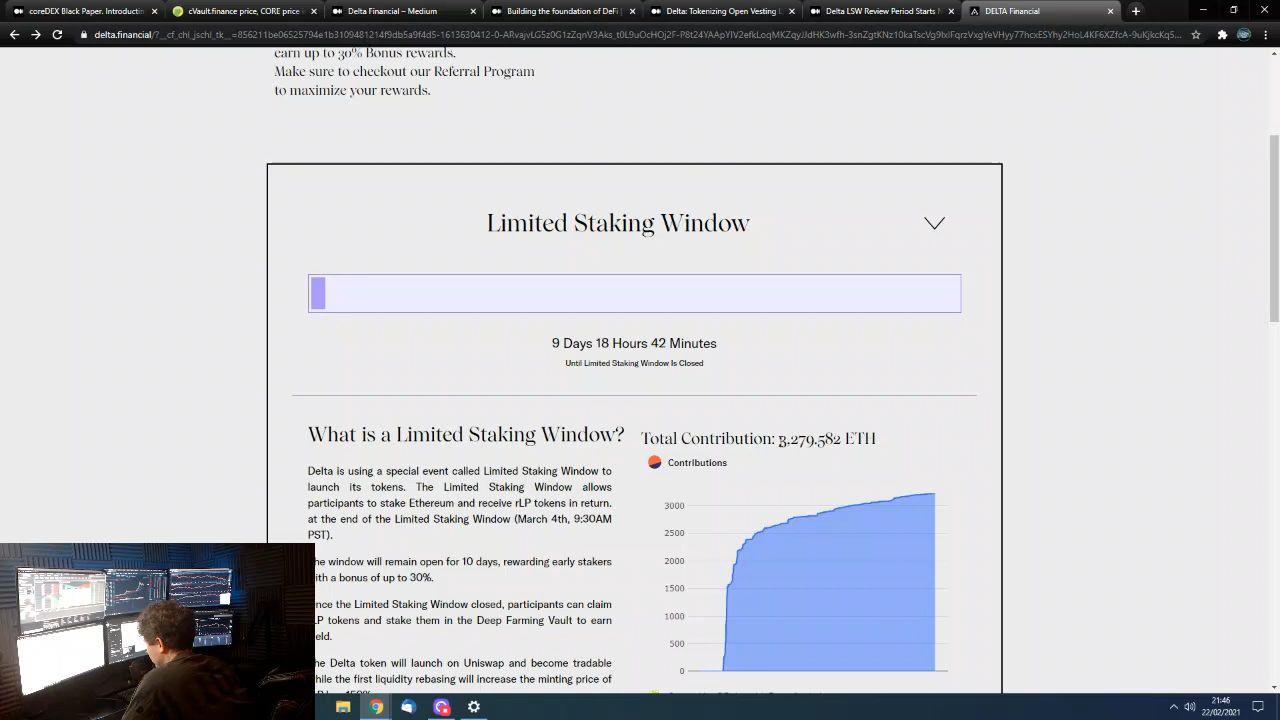 coreDEX Black Paper. Introducing
cVault.finance price, CORE price
Delta Financial – Medium
Building the foundation of DeFi
Delta: Tokenizing Open Vesting L
Delta LSW Review Period Starts
DELTA Financial
earn up to 30% Bonus rewards.
Make sure to checkout our Referral Program
to maximize your rewards.
Limited Staking Window
9 Days 18 Hours 42 Minutes
Until Limited Staking Window Is Closed
What is a Limited Staking Window?
Delta is using a special event called Limited Staking Window to
launch its tokens. The Limited Staking Window allows
participants to stake Ethereum and receive rLP tokens in return.
at the end of the Limited Staking Window (March 4th, 9:30AM
PST).
window will remain open for 10 days, rewarding early stakers
with a bonus of up to 30%.
the Limited Staking Window closed, participants can claim
tokens and stake them in the Deep Farming Vault to earn
Delta token will launch on Uniswap and become tradable
while the first liquidity rebasing will increase the minting price of
Total Contribution: 3,279.582 ETH
Contributions
3000
2500
2000
1500
1000
500
0
21:46
22/02/2021